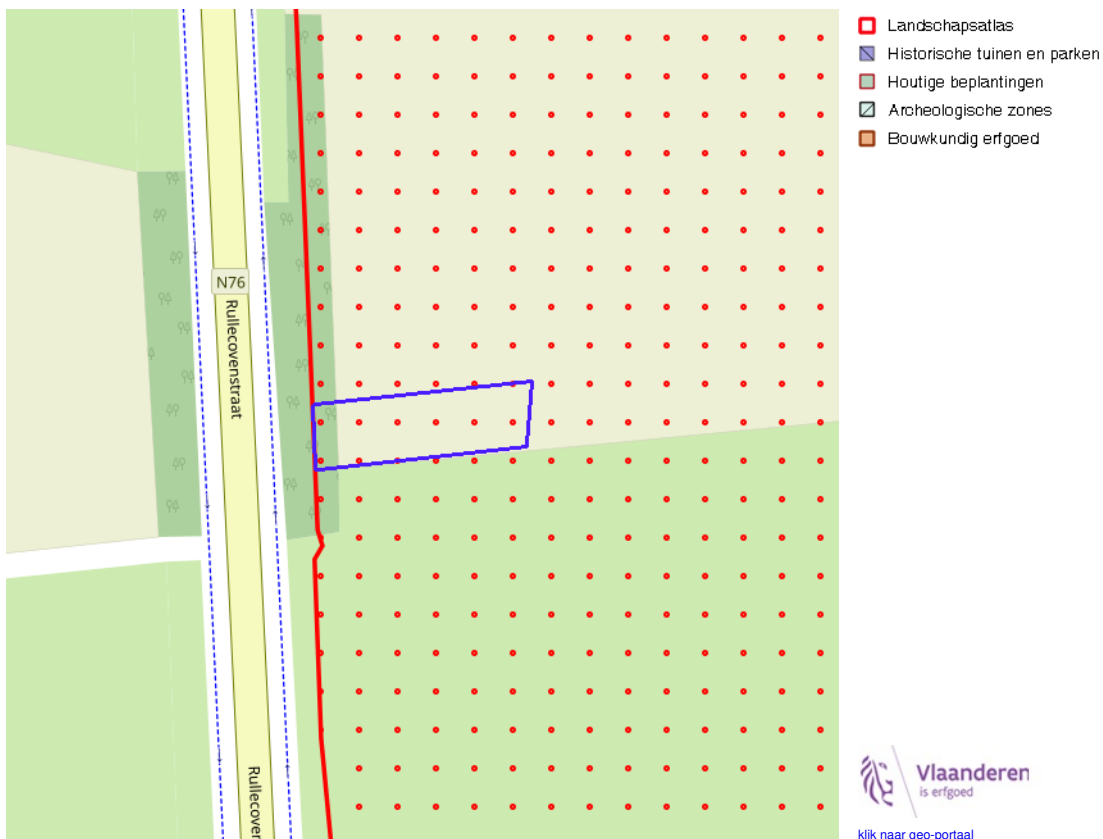 Landschapsatlas
Historische tuinen en parken
Houtige beplantingen
Archeologische zones
Bouwkundig erfgoed
N76
Rullecovenstraat
Rullecoven
Vlaanderen
is erfgoed
klik naar geo-portaal